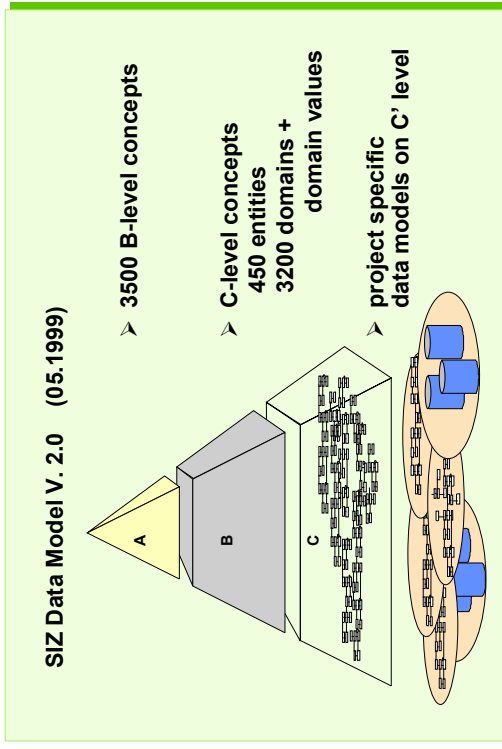 SIZ Data Model V. 2.0 (05.1999)
A
B
C
➢ 3500 B-level concepts
➢ C-level concepts
450 entities
3200 domains +
domain values
➢ project specific
data models on C' level